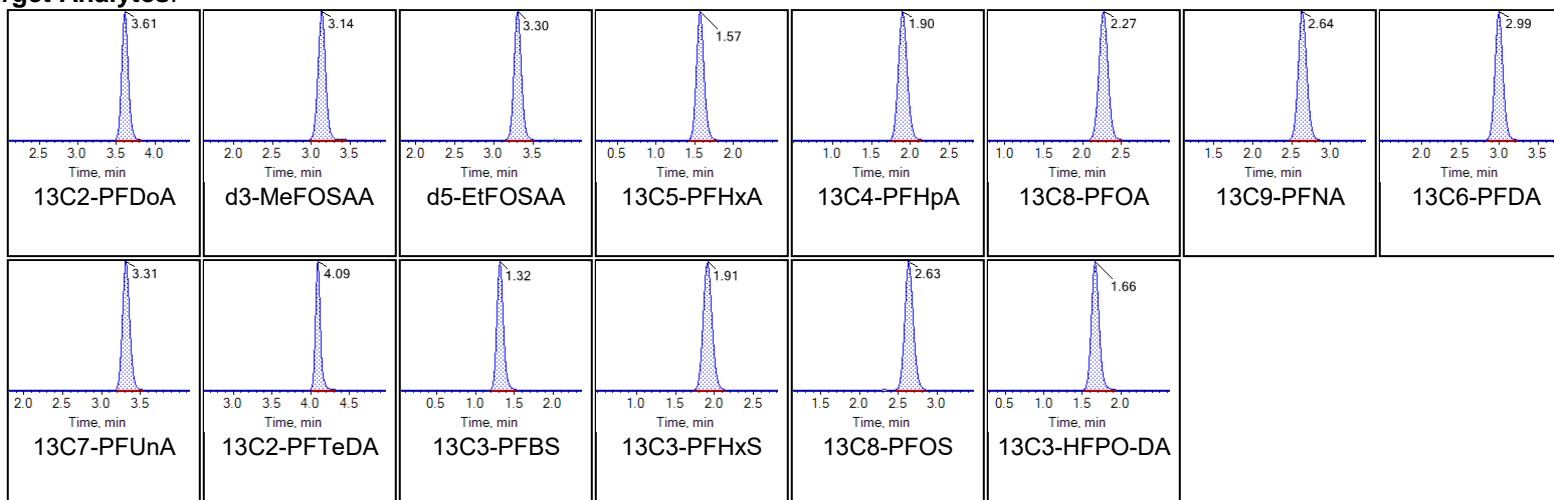 rget Analytes:
3.61 3.14 3.30 1.57 1.90 2.27 2.64 2.99
2.5 3.0 3.5 4.0 2.0 2.5 3.0 3.5 2.0 2.5 3.0 3.5 0.5 1.0 1.5 2.0 1.0 1.5 2.0 2.5 1.0 1.5 2.0 2.5 1.5 2.0 2.5 3.0 2.0 2.5 3.0 3.5
Time, min Time, min Time, min Time, min Time, min Time, min Time, min Time, min
13C2-PFDoA d3-MeFOSAA d5-EtFOSAA 13C5-PFHxA 13C4-PFHpA 13C8-PFOA 13C9-PFNA 13C6-PFDA
3.31 4.09 1.32 1.91 2.63 1.66
2.0 2.5 3.0 3.5 3.0 3.5 4.0 4.5 0.5 1.0 1.5 2.0 1.0 1.5 2.0 2.5 1.5 2.0 2.5 3.0 0.5 1.0 1.5 2.0
Time, min Time, min Time, min Time, min Time, min Time, min
13C7-PFUnA 13C2-PFTeDA 13C3-PFBS 13C3-PFHxS 13C8-PFOS 13C3-HFPO-DA